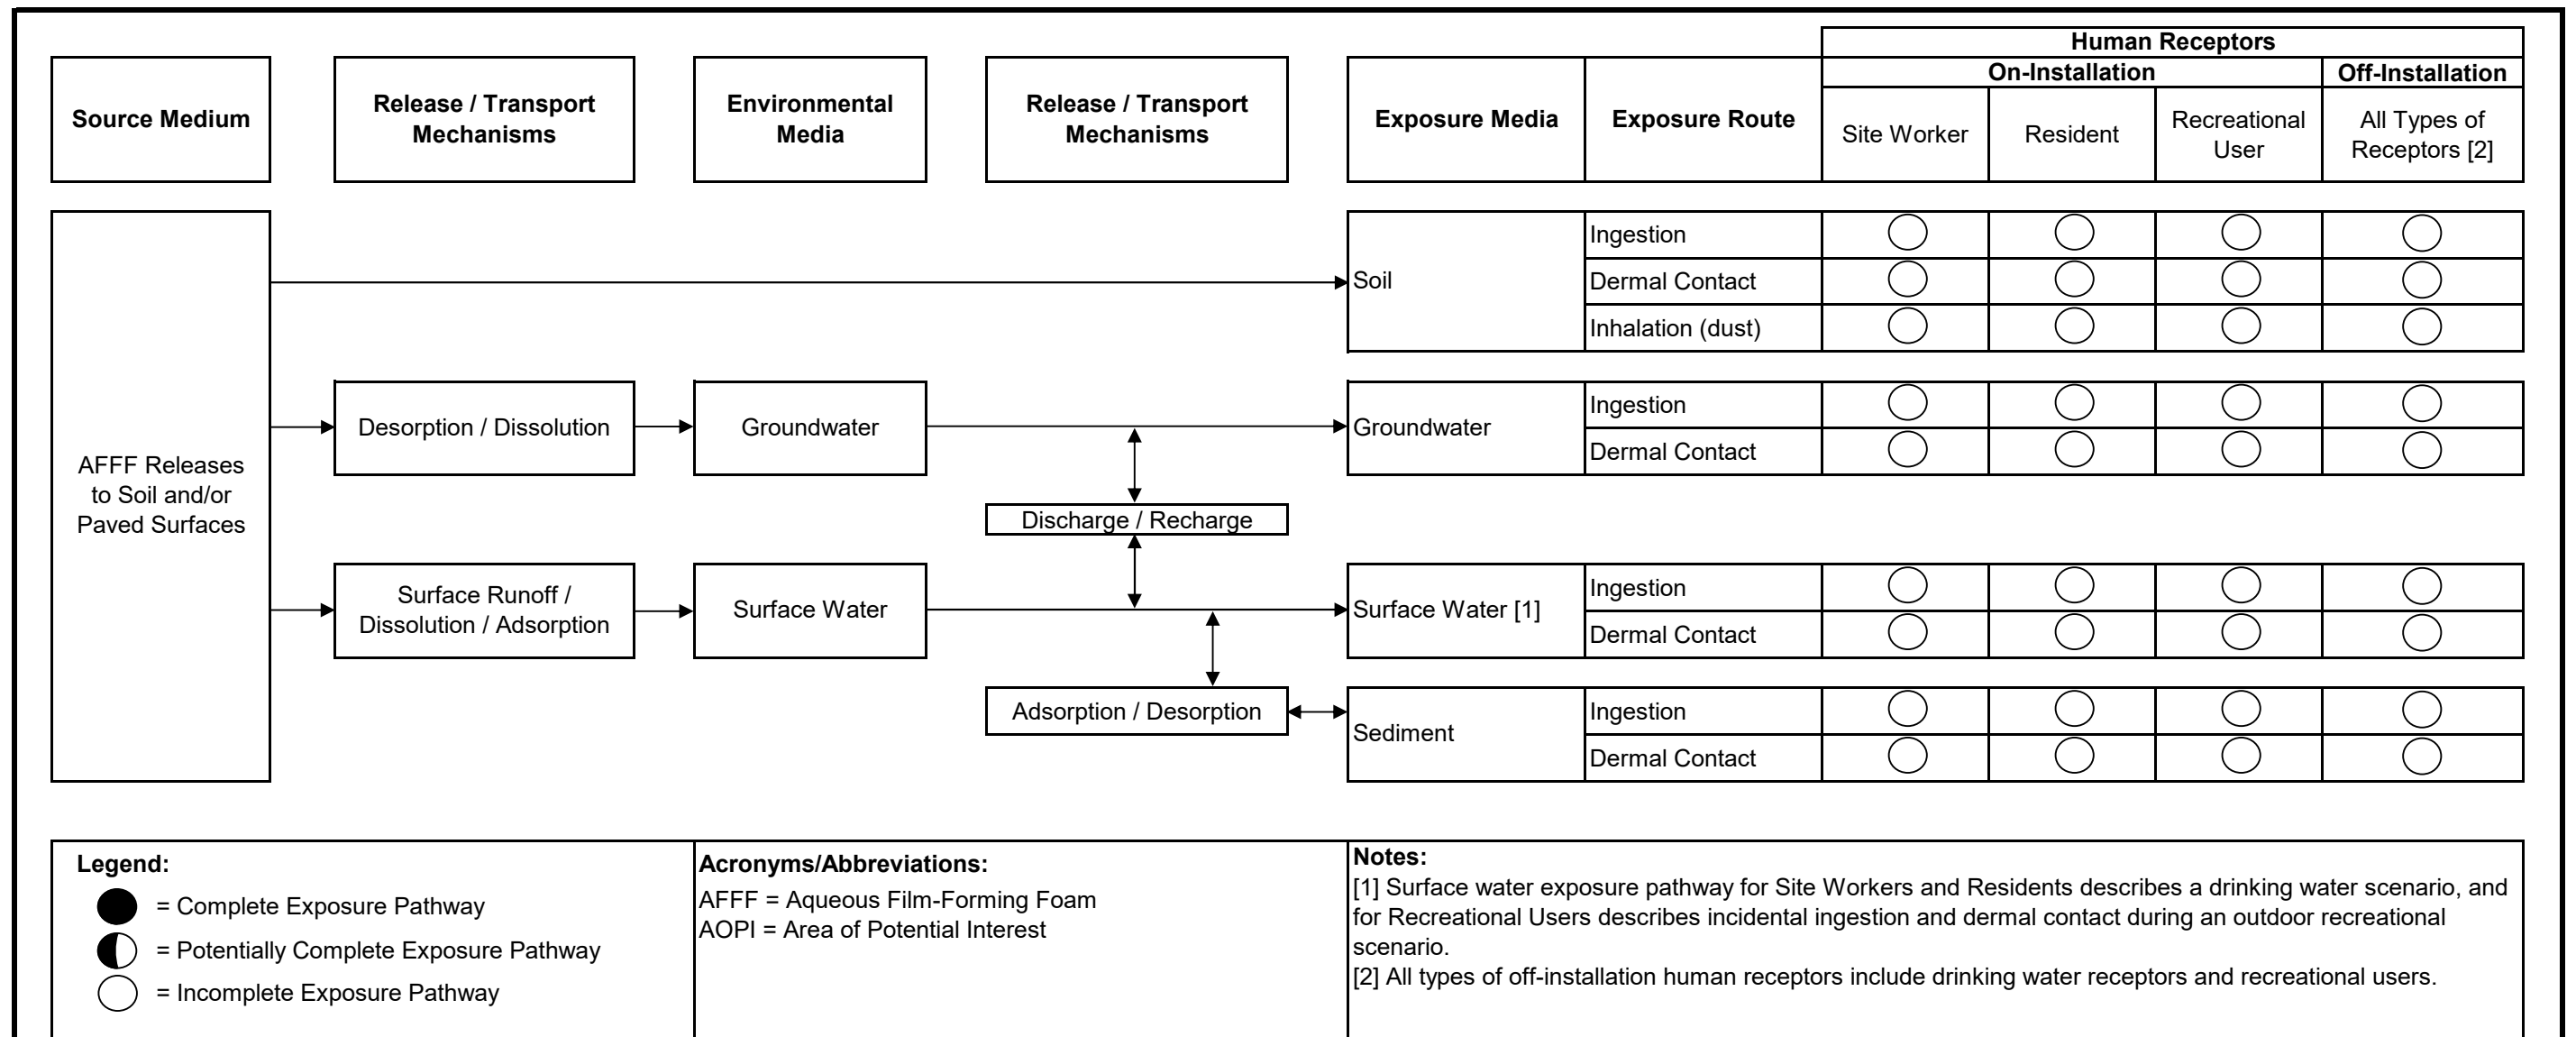 Human Receptors
On-Installation
Off-Installation
Source Medium
Release / Transport
Mechanisms
Environmental
Media
Release / Transport
Mechanisms
Exposure Media
Exposure Route
Site Worker
Resident
Recreational
User
All Types of
Receptors [2]
AFFF Releases
to Soil and/or
Paved Surfaces
Soil
Ingestion
Dermal Contact
Inhalation (dust)
Desorption / Dissolution
Groundwater
Groundwater
Ingestion
Dermal Contact
Discharge / Recharge
Surface Runoff /
Dissolution / Adsorption
Surface Water
Surface Water [1]
Ingestion
Dermal Contact
Adsorption / Desorption
Sediment
Ingestion
Dermal Contact
Legend:
= Complete Exposure Pathway
= Potentially Complete Exposure Pathway
= Incomplete Exposure Pathway
Acronyms/Abbreviations:
AFFF = Aqueous Film-Forming Foam
AOPI = Area of Potential Interest
Notes:
[1] Surface water exposure pathway for Site Workers and Residents describes a drinking water scenario, and
for Recreational Users describes incidental ingestion and dermal contact during an outdoor recreational
scenario.
[2] All types of off-installation human receptors include drinking water receptors and recreational users.